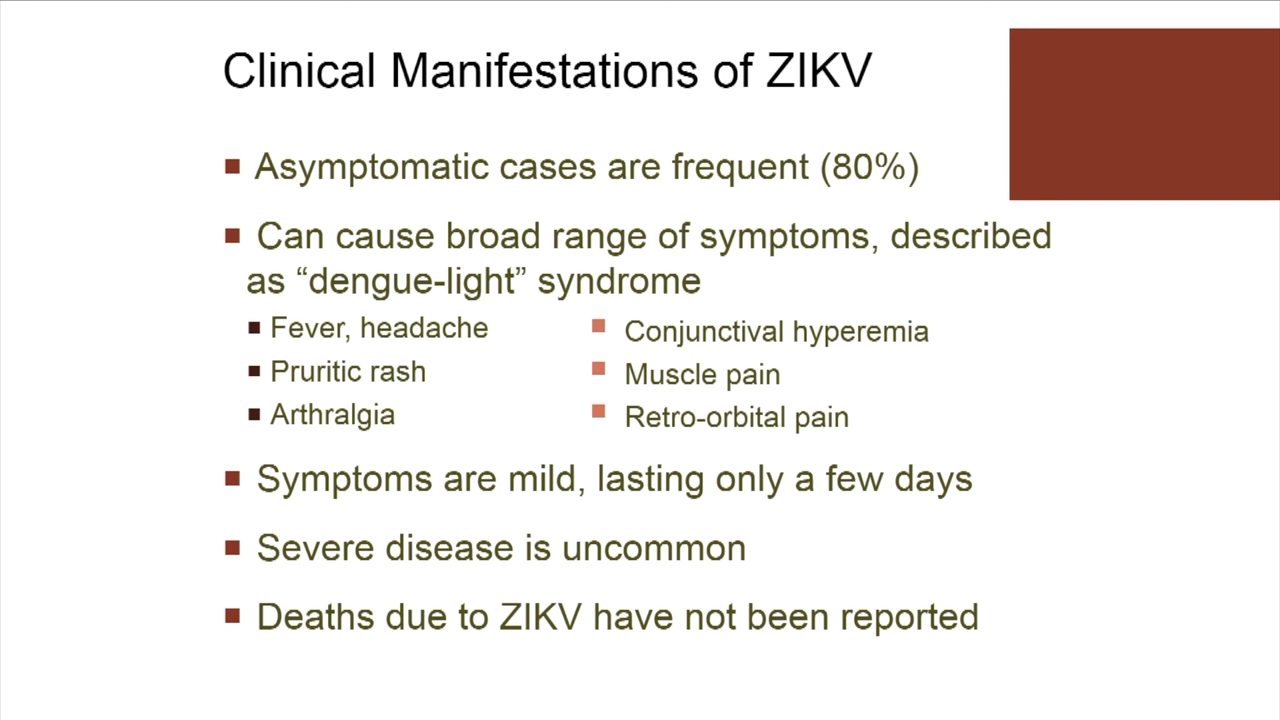 Clinical Manifestations of ZIKV
Asymptomatic cases are frequent (80%)
Can cause broad range of symptoms, described
as “dengue-light” syndrome
Fever, headache
Pruritic rash
Arthralgia
Conjunctival hyperemia
Muscle pain
Retro-orbital pain
Symptoms are mild, lasting only a few days
Severe disease is uncommon
Deaths due to ZIKV have not been reported